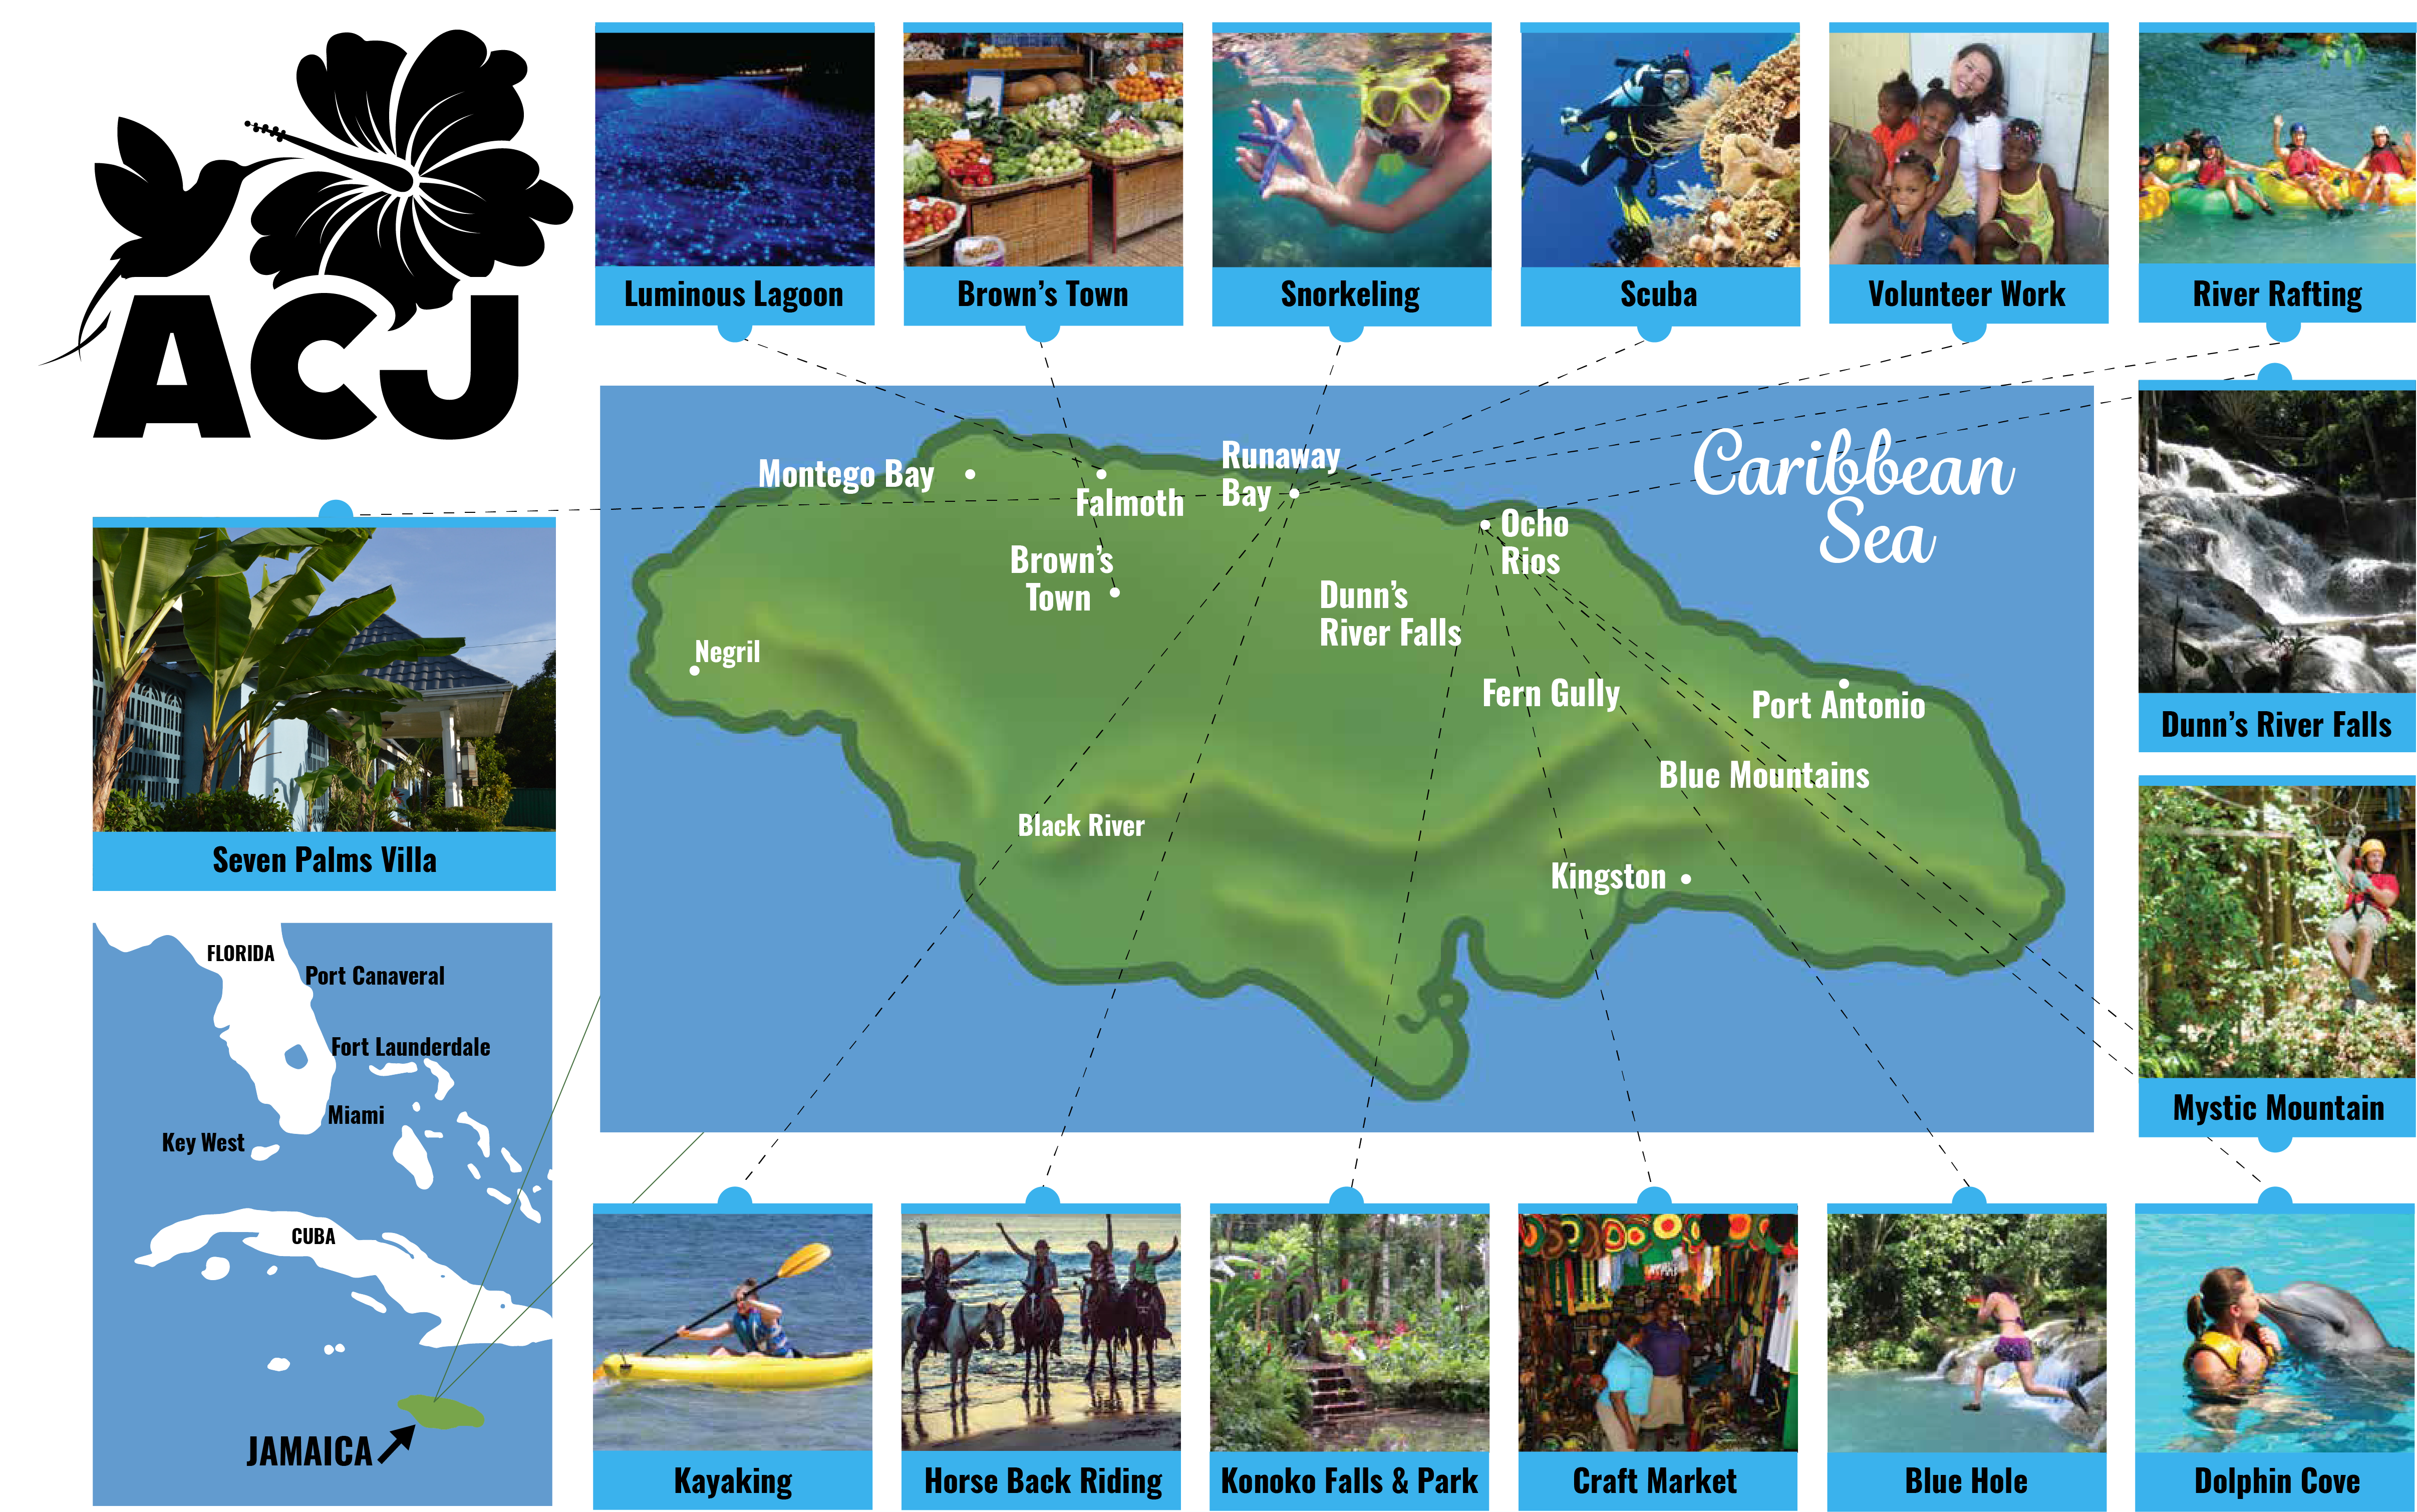 ACJ
Luminous Lagoon
Brown's Town
Snorkeling
Scuba
Volunteer Work
River Rafting
Dunn's River Falls
Mystic Mountain
Seven Palms Villa
Caribbean
Sea
Montego Bay
Falmoth
Runaway
Bay
Ocho
Rios
Brown's
Town
Dunn's
River Falls
Negril
Fern Gully
Port Antonio
Blue Mountains
Black River
Kingston
FLORIDA
Port Canaveral
Fort Launderdale
Miami
Key West
CUBA
JAMAICA
Kayaking
Horse Back Riding
Konoko Falls & Park
Craft Market
Blue Hole
Dolphin Cove